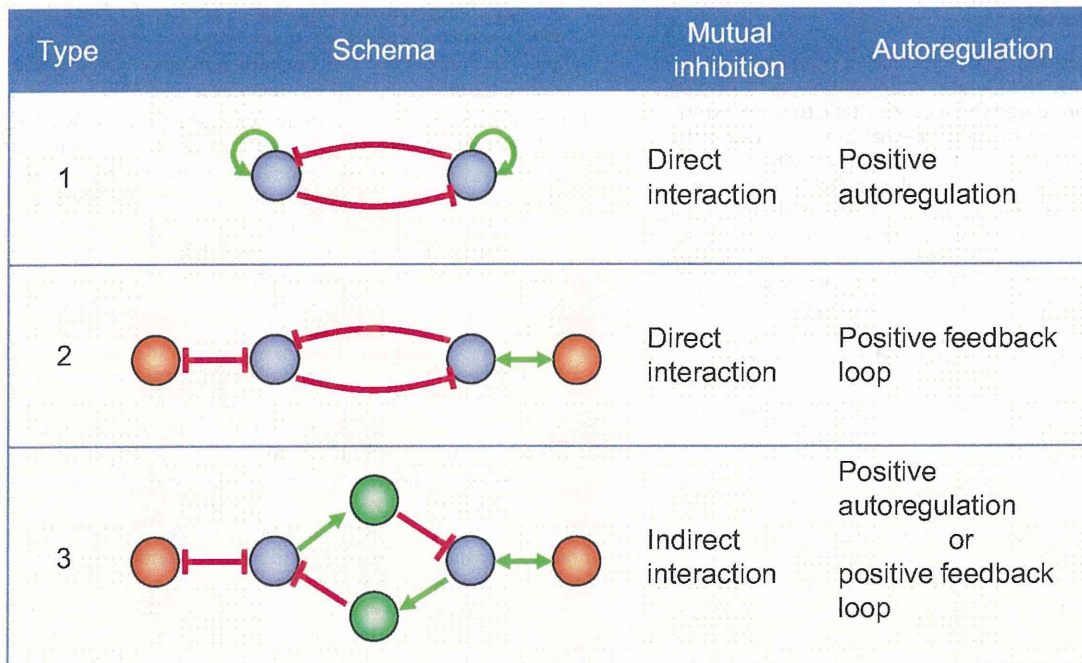 Type Schema Mutual inhibition Autoregulation
1 Direct interaction Positive autoregulation
2 Direct interaction Positive feedback loop
3 Indirect interaction Positive autoregulation or positive feedback loop